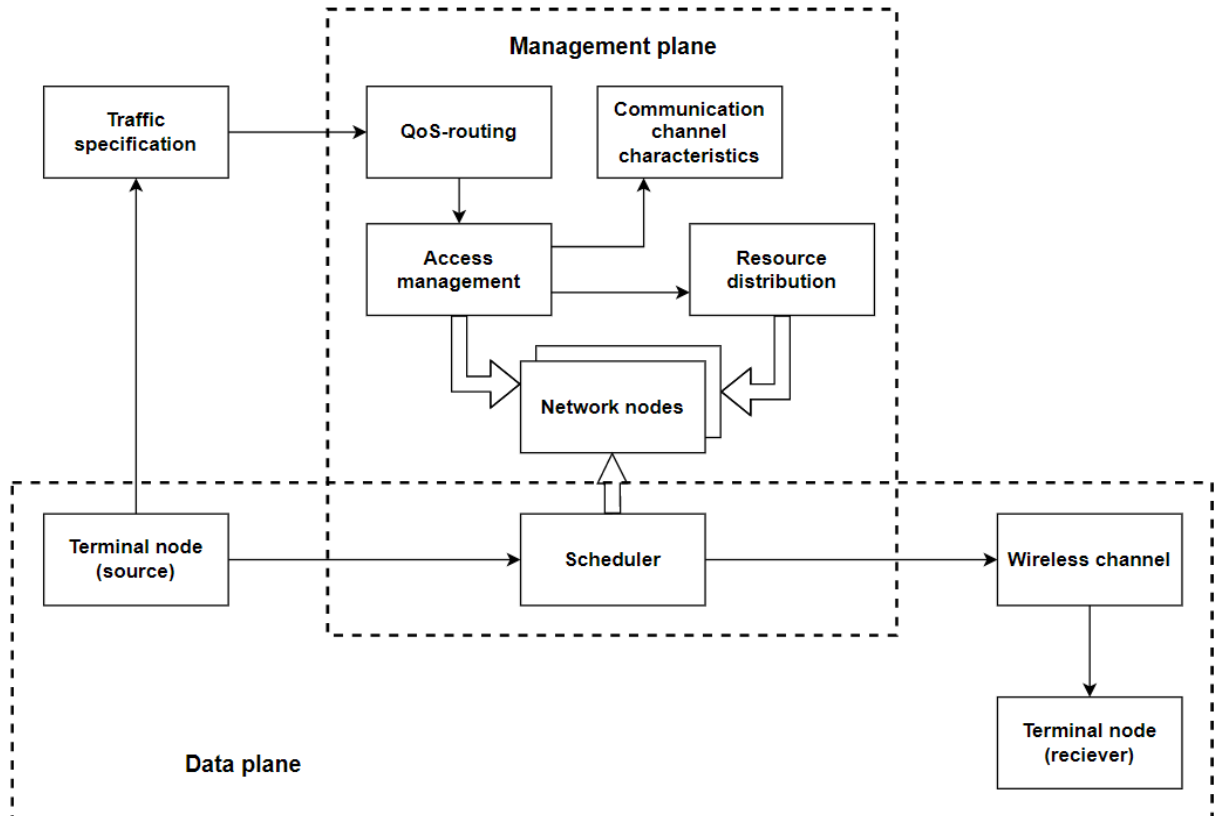 Management plane
Traffic
specification
QoS-routing
Communication
channel
characteristics
Access
management
Resource
distribution
Network nodes
Terminal node
(source)
Scheduler
Wireless channel
Terminal node
(reciever)
Data plane